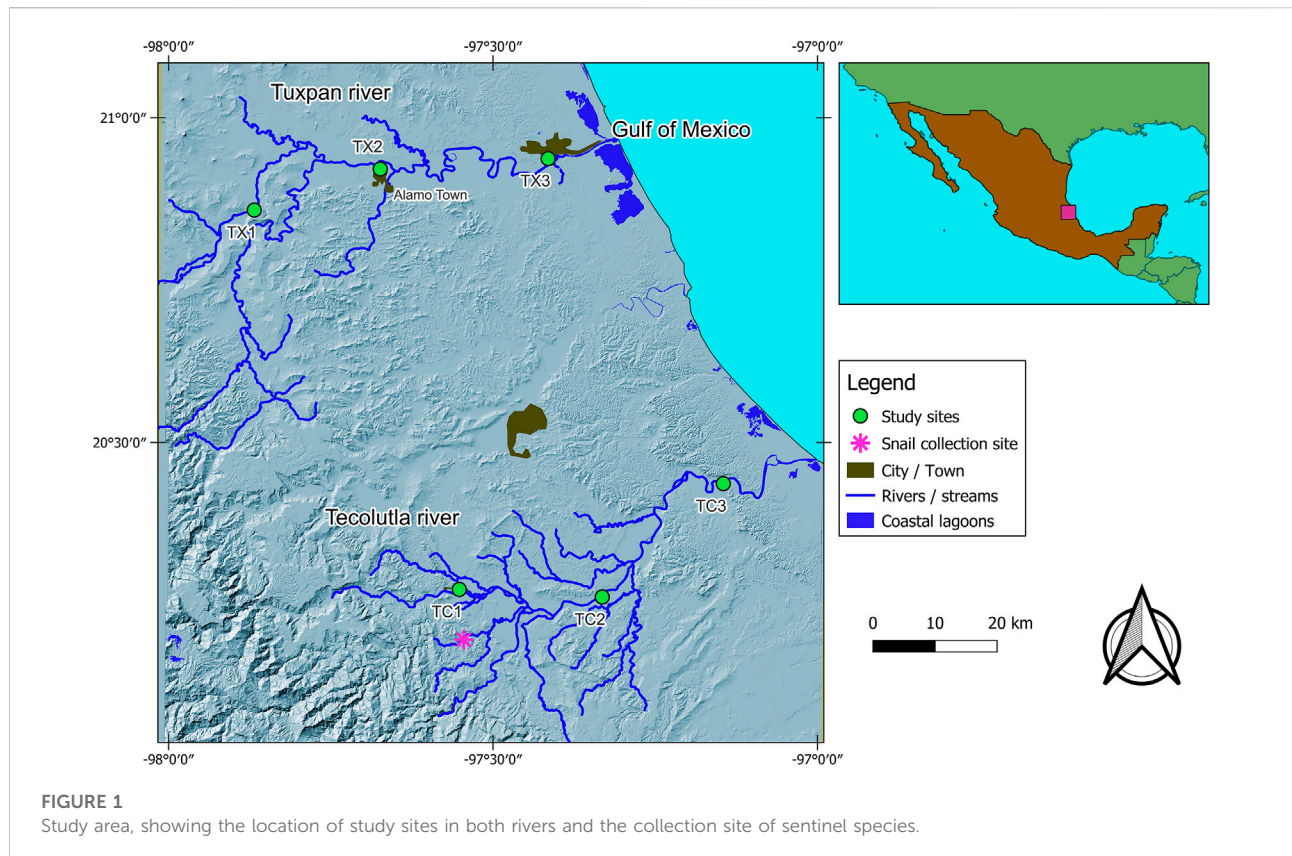 -98°0'0''
-97°30'0''
-97°0'0''
21°0'0''
Tuxpan river
Gulf of Mexico
TX2
TX3
Alamo Town
TX1
20°30'0''
Tecolutla river
TC3
TC1
TC2
-98°0'0''
-97°30'0''
-97°0'0''
Legend
Study sites
Snail collection site
City / Town
Rivers / streams
Coastal lagoons
0 10 20 km
FIGURE 1
Study area, showing the location of study sites in both rivers and the collection site of sentinel species.